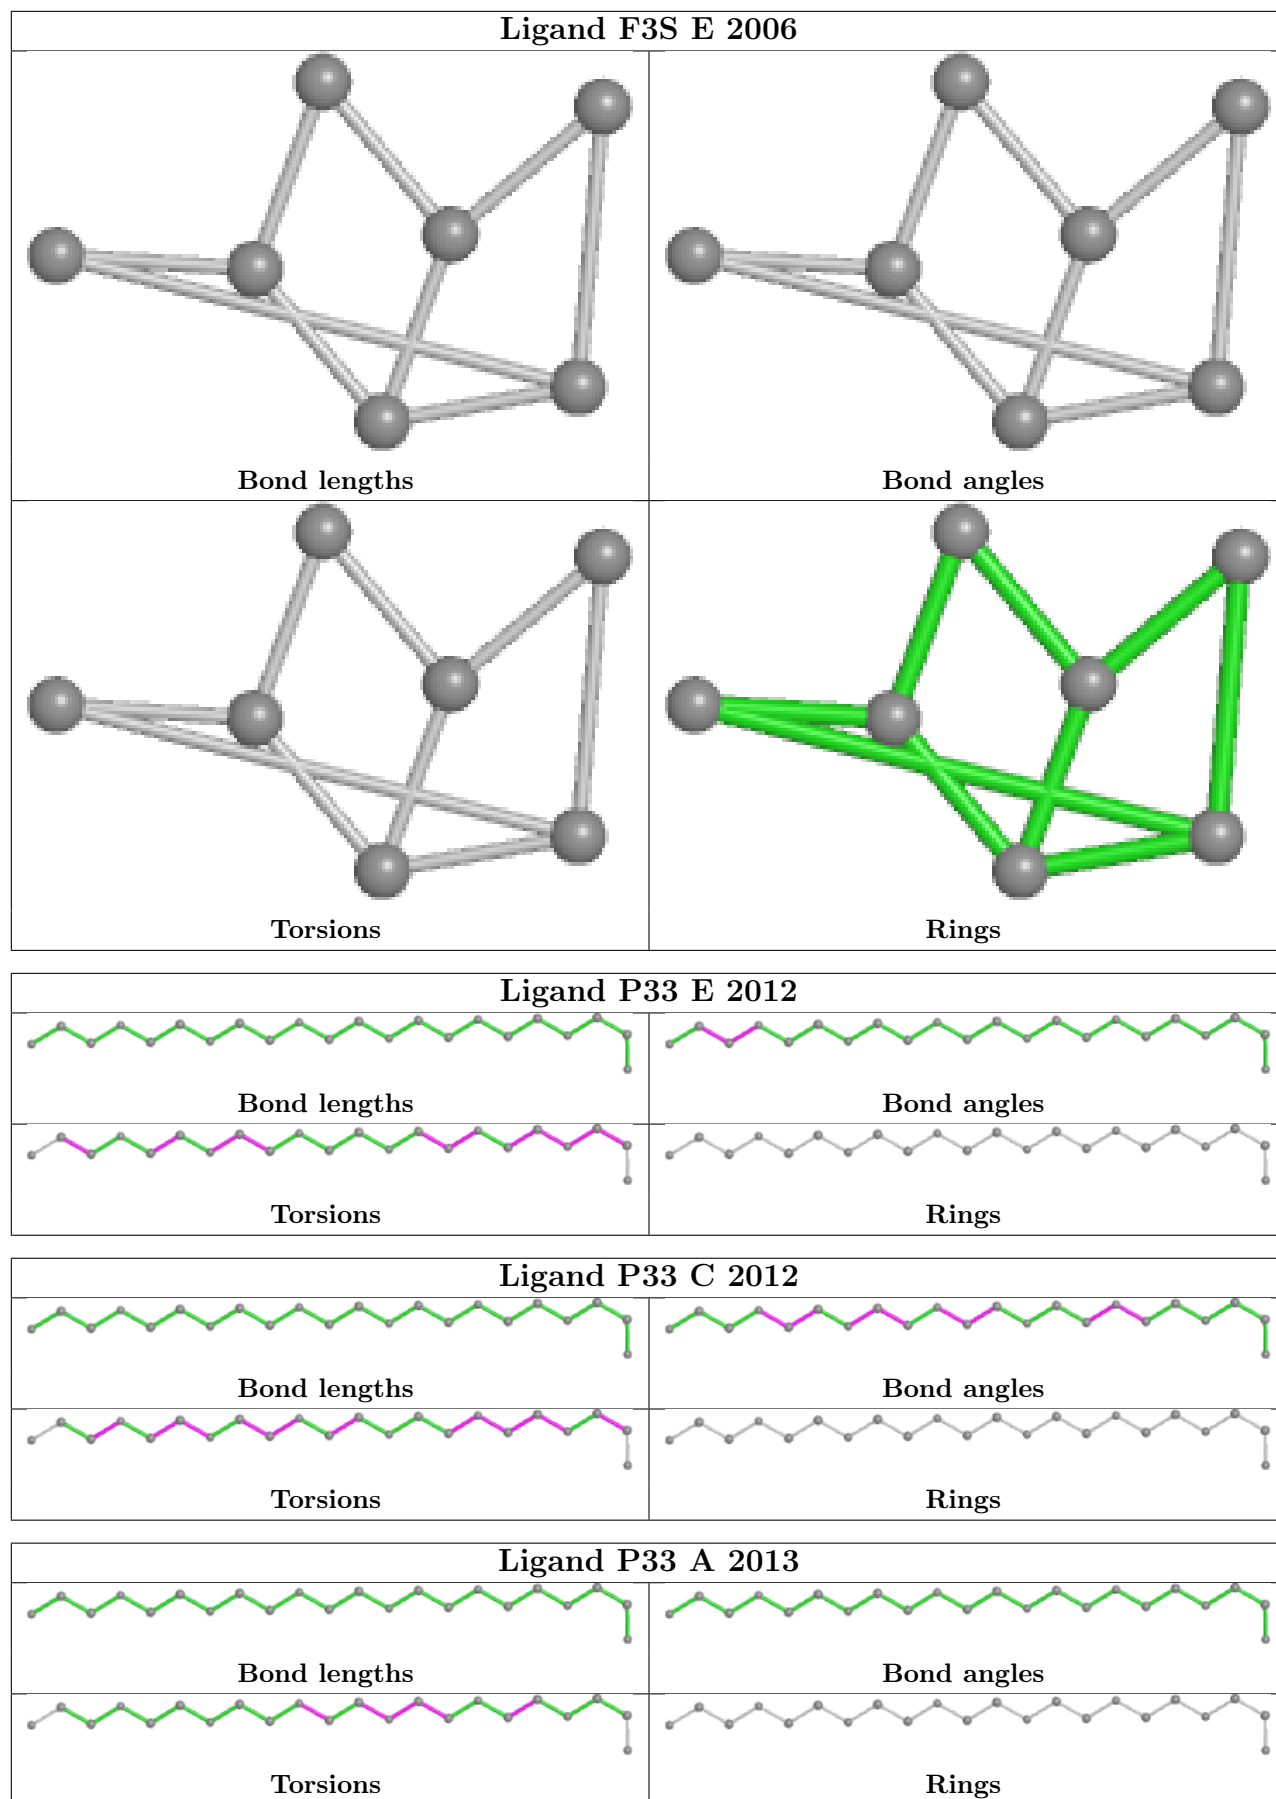 Ligand F3S E 2006
Bond lengths
Bond angles
Torsions
Rings
Ligand P33 E 2012
Bond lengths
Bond angles
Torsions
Rings
Ligand P33 C 2012
Bond lengths
Bond angles
Torsions
Rings
Ligand P33 A 2013
Bond lengths
Bond angles
Torsions
Rings